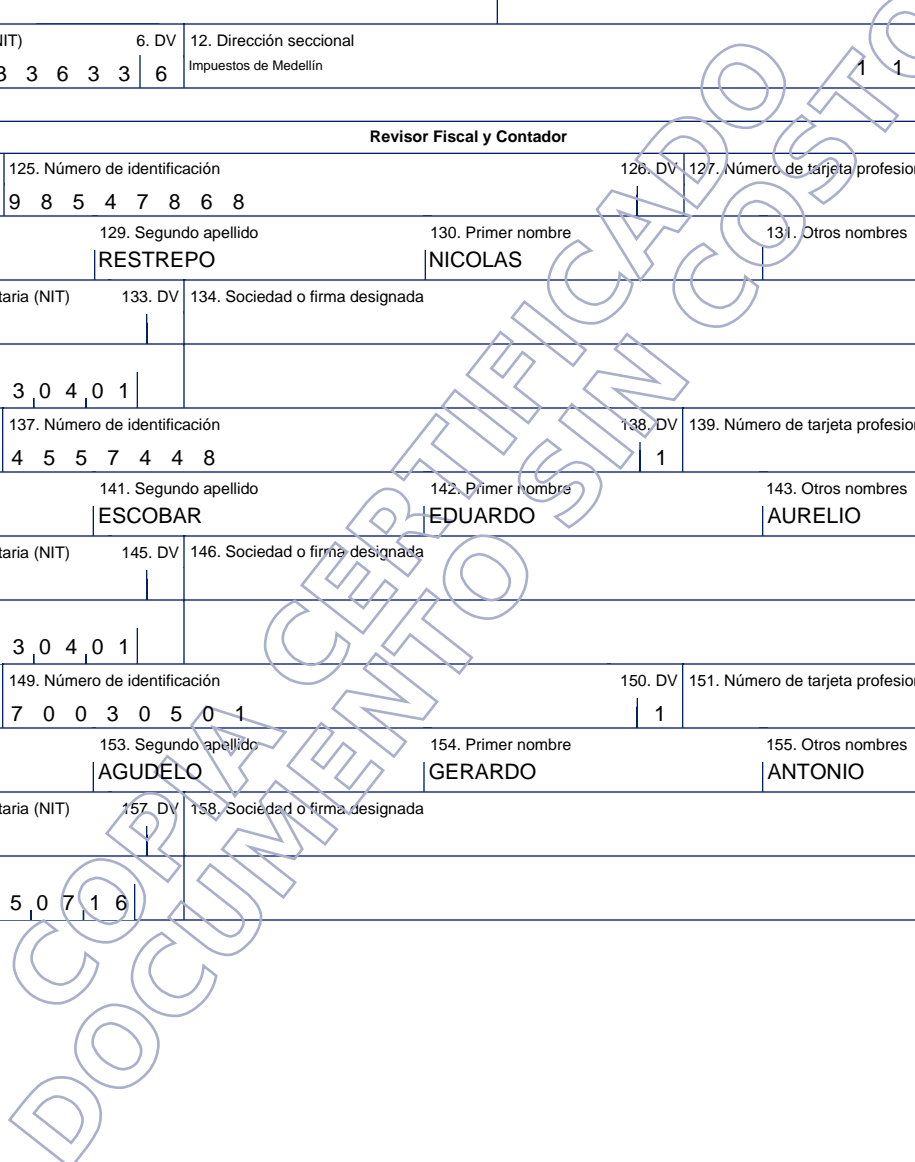 NIT) 6. DV 12. Dirección seccional
3 3 6 3 3 6 Impuestos de Medellín 1 1
Revisor Fiscal y Contador
125. Número de identificación 126. DV 127. Número de tarjeta profesion
9 8 5 4 7 8 6 8
129. Segundo apellido 130. Primer nombre 131. Otros nombres
RESTREPO NICOLAS
taria (NIT) 133. DV 134. Sociedad o firma designada
3 0 4 0 1
137. Número de identificación 138. DV 139. Número de tarjeta profesion
4 5 5 7 4 4 8 1
141. Segundo apellido 142. Primer nombre 143. Otros nombres
ESCOBAR EDUARDO AURELIO
taria (NIT) 145. DV 146. Sociedad o firma designada
3 0 4 0 1
149. Número de identificación 150. DV 151. Número de tarjeta profesion
7 0 0 3 0 5 0 1 1
153. Segundo apellido 154. Primer nombre 155. Otros nombres
AGUDELO GERARDO ANTONIO
taria (NIT) 157. DV 158. Sociedad o firma designada
5 0 7 1 6
COPIA CERTIFICADO
DOCUMENTO SIN COSTO